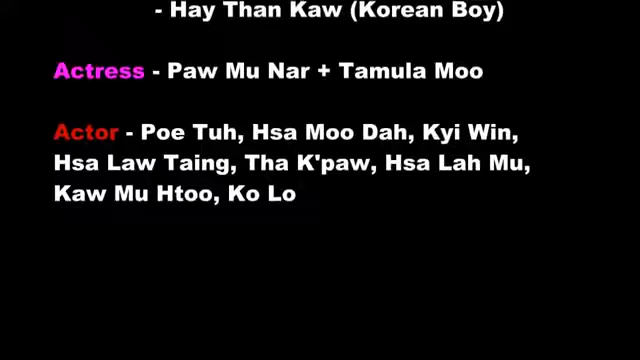 - Hay Than Kaw (Korean Boy)
Actress - Paw Mu Nar + Tamula Moo
Actor - Poe Tuh, Hsa Moo Dah, Kyi Win,
Hsa Law Taing, Tha K'paw, Hsa Lah Mu,
Kaw Mu Htoo, Ko Lo